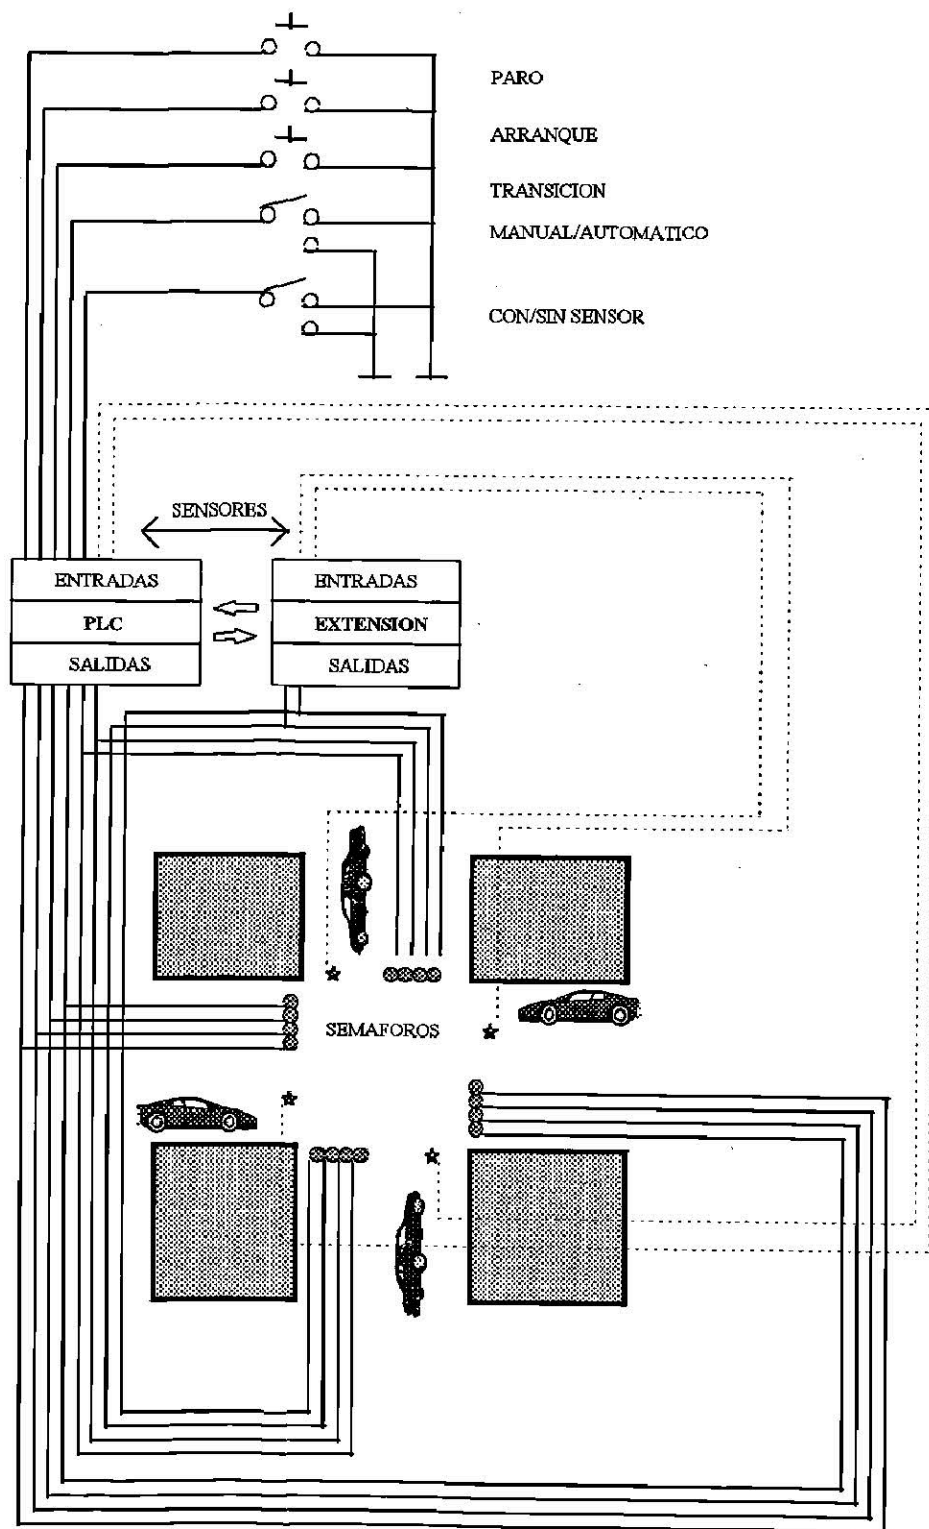 PARO
ARRANQUE
TRANSICION
MANUAL/AUTOMATICO
CON/SIN SENSOR
SENSORES
ENTRADAS
PLC
SALIDAS
ENTRADAS
EXTENSION
SALIDAS
SEMAFOROS